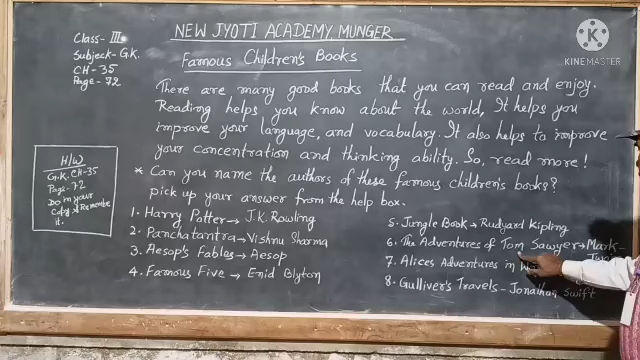 NEW JYOTI ACADEMY, MUNGER
Class- III
Subject- G.K.
CH - 35
Page - 72
Famous Children's Books
There are many good books that you can read and enjoy.
Reading helps you know about the world, It helps you
improve your language, and vocabulary. It also helps to improve
your concentration and thinking ability. So, read more!
* Can you name the authors of these famous children's books?
pick up your answer from the help box.
H/W
G.K. CH-35
Page-72
Do in your
Copy & Remembe
it.
1. Harry Potter → J.K. Rowling
2. Panchatantra → Vishnu Sharma
3. Aesop's Fables → Aesop
4. Famous Five → Enid Blyton
5. Jungle Book → Rudyard Kipling
6. The Adventures of Tom Sawyer → Mark-
7. Alices Adventures in
8. Gulliver's Travels - Jonathan Swift
KINEMASTER